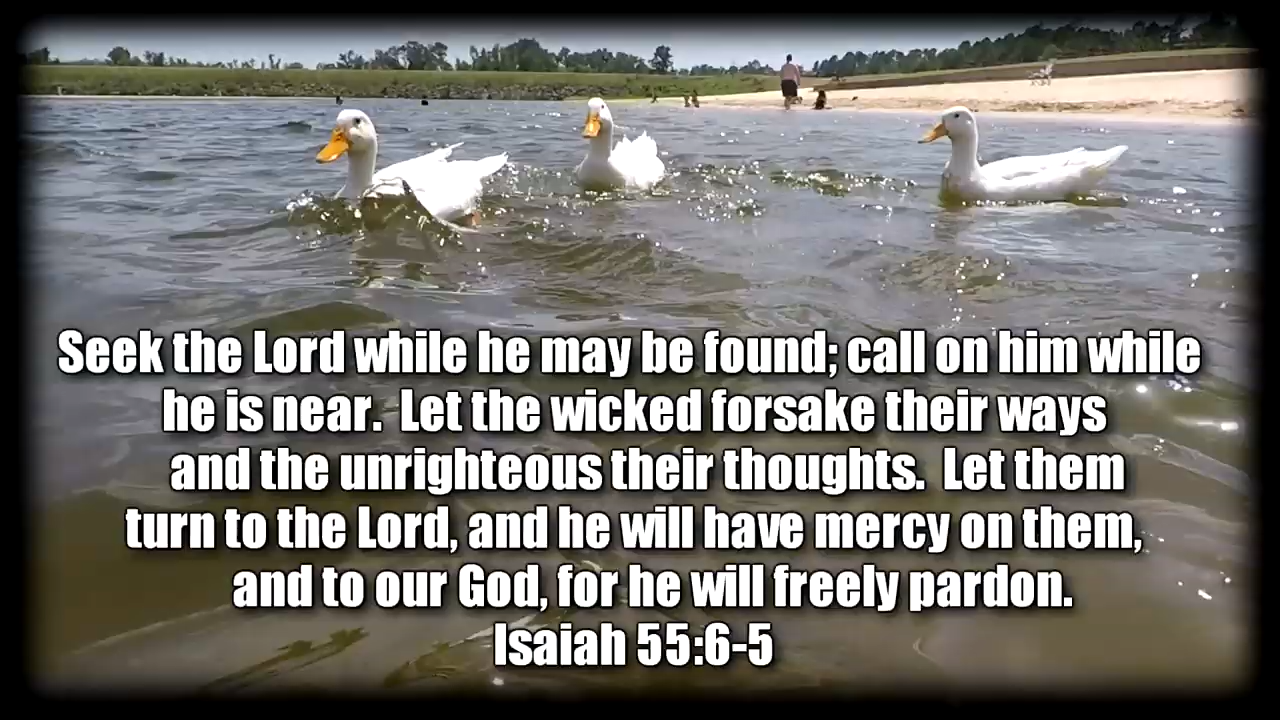 Seek the Lord while he may be found; call on him while
he is near.  Let the wicked forsake their ways
and the unrighteous their thoughts.  Let them
turn to the Lord, and he will have mercy on them,
and to our God, for he will freely pardon.
Isaiah 55:6-5